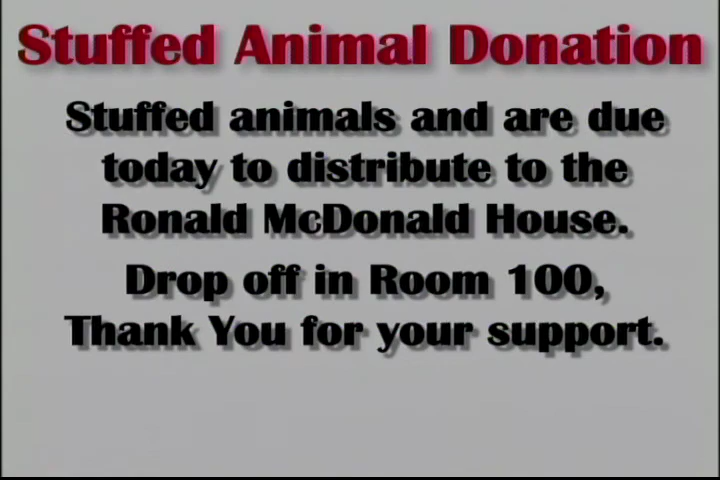 Stuffed Animal Donation
Stuffed animals and are due
today to distribute to the
Ronald McDonald House.
Drop off in Room 100,
Thank You for your support.